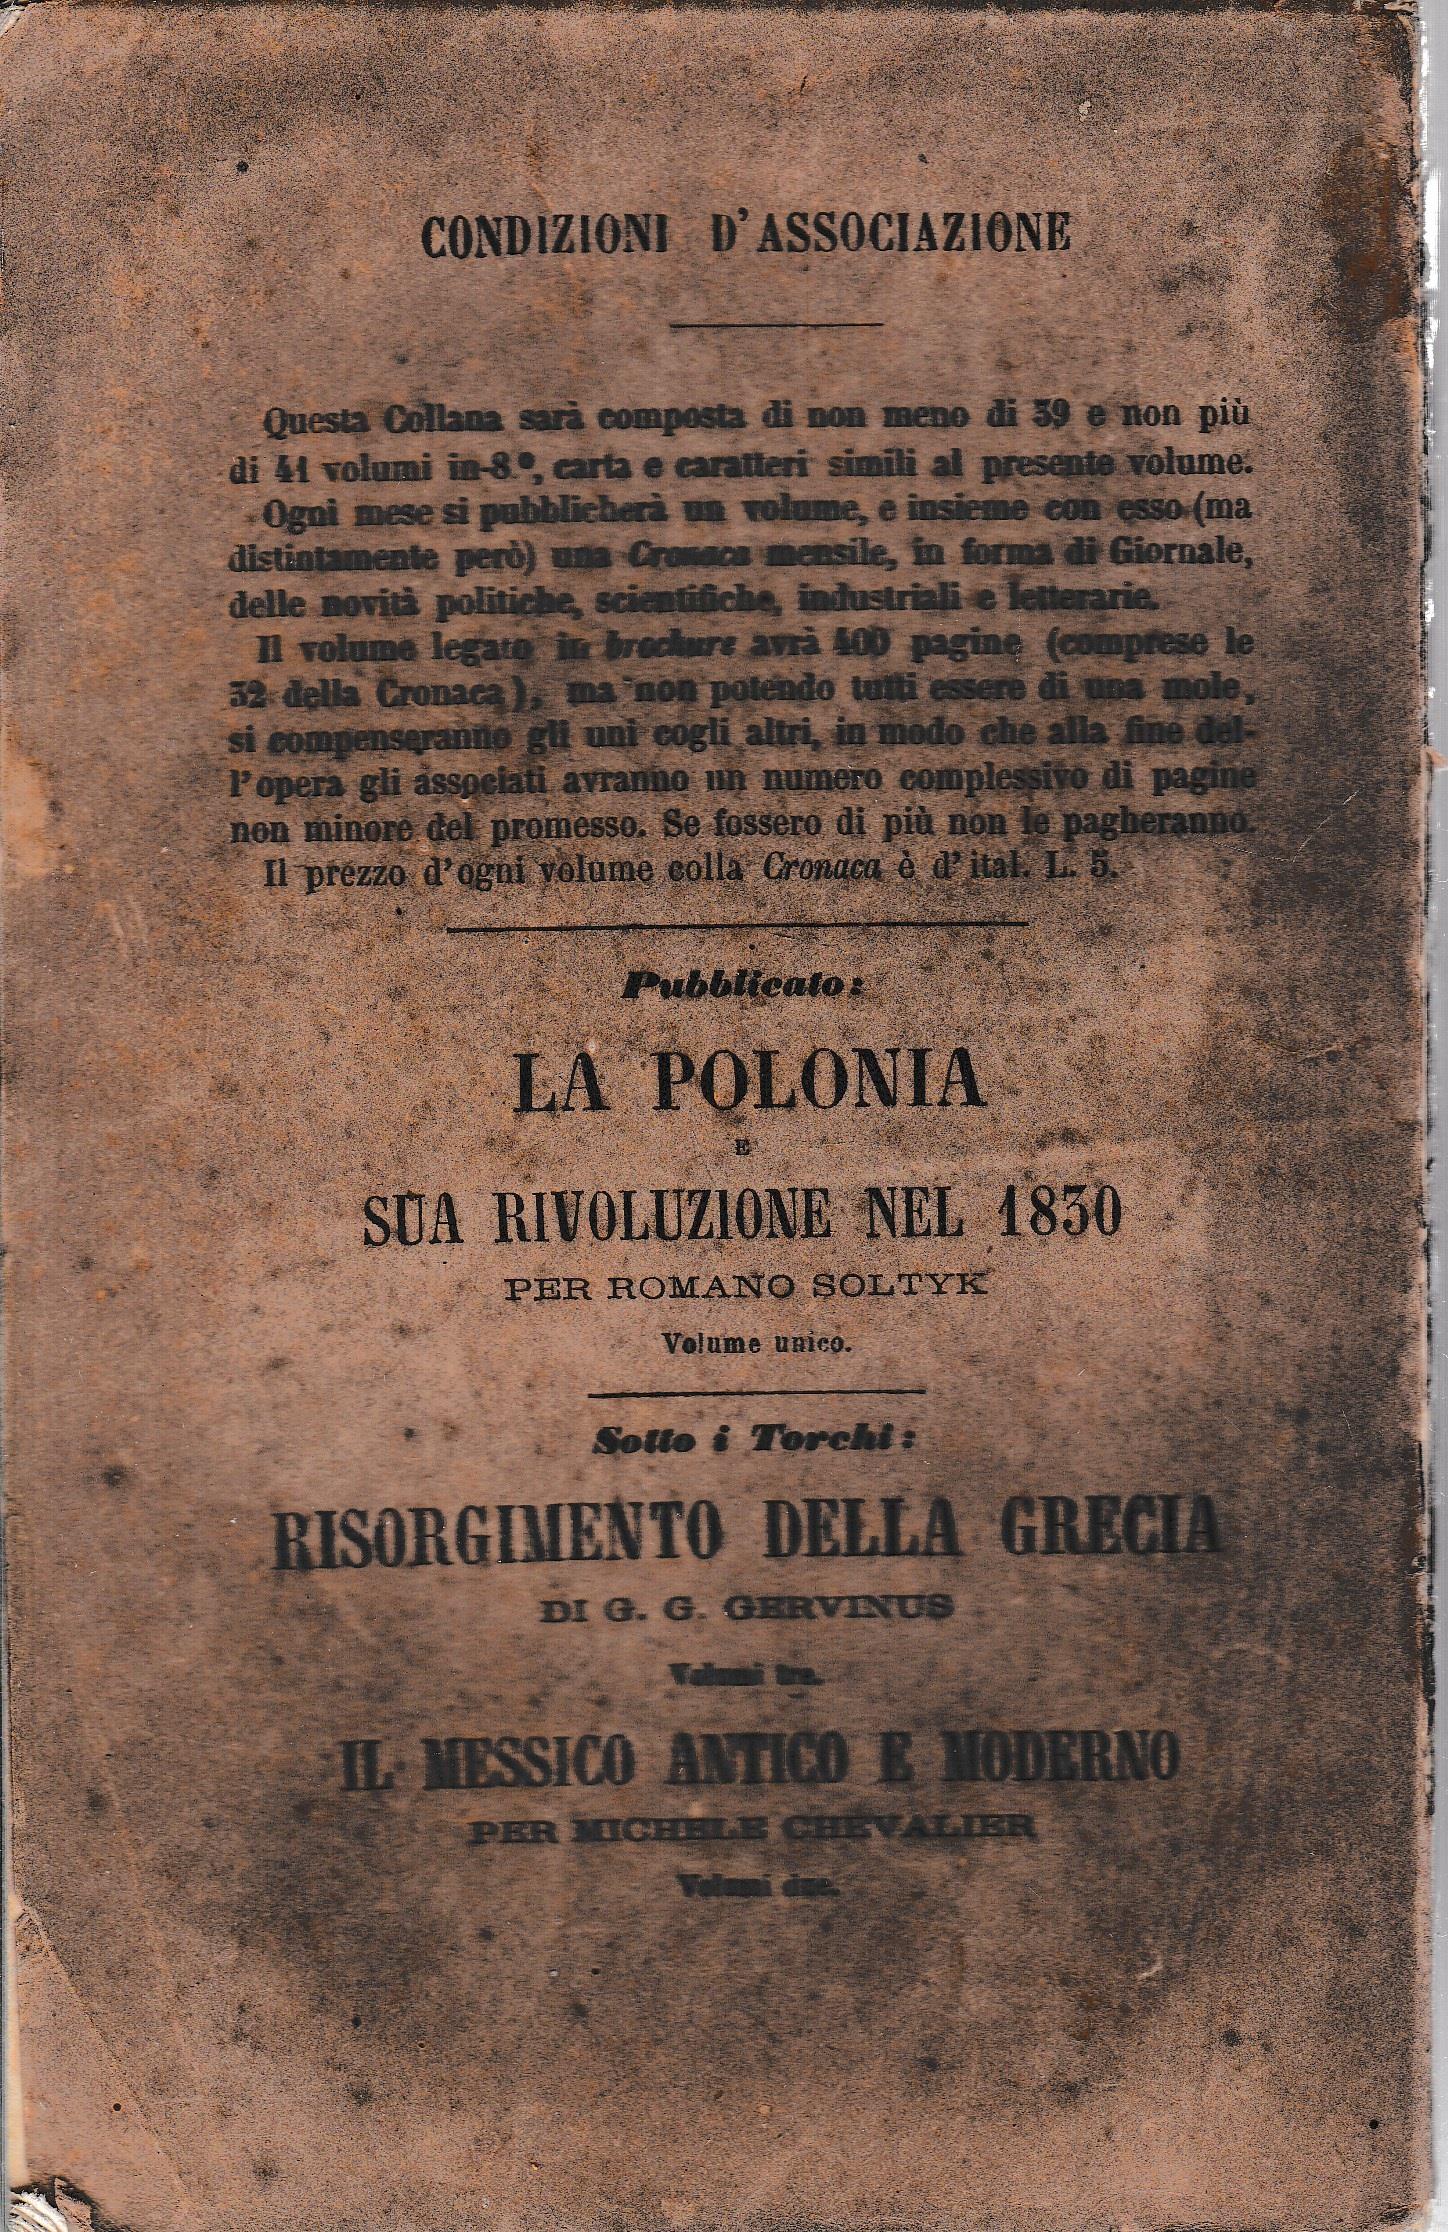 CONDIZIONI D'ASSOCIAZIONE
Questa Collana sarà composta di non meno di 39 e non più
di 41 volumi in-8.°, carta e caratteri simili al presente volume.
Ogni mese si pubblicherà un volume, e insieme con esso (ma
distintamente però) una Cronaca mensile, in forma di Giornale,
delle novità politiche, scientifiche, industriali e letterarie.
Il volume legato in brochure avrà 400 pagine (comprese le
32 della Cronaca), ma non potendo tutti essere di una mole,
si compenseranno gli uni cogli altri, in modo che alla fine del-
l'opera gli associati avranno un numero complessivo di pagine
non minore del promesso. Se fossero di più non le pagheranno.
Il prezzo d'ogni volume colla Cronaca è d'ital. L. 5.
Pubblicato:
LA POLONIA
E
SUA RIVOLUZIONE NEL 1830
PER ROMANO SOLTYK
Volume unico.
Sotto i Torchi:
RISORGIMENTO DELLA GRECIA
DI G. G. GERVINUS
Volumi tre.
IL MESSICO ANTICO E MODERNO
PER MICHELE CHEVALIER
Volumi due.